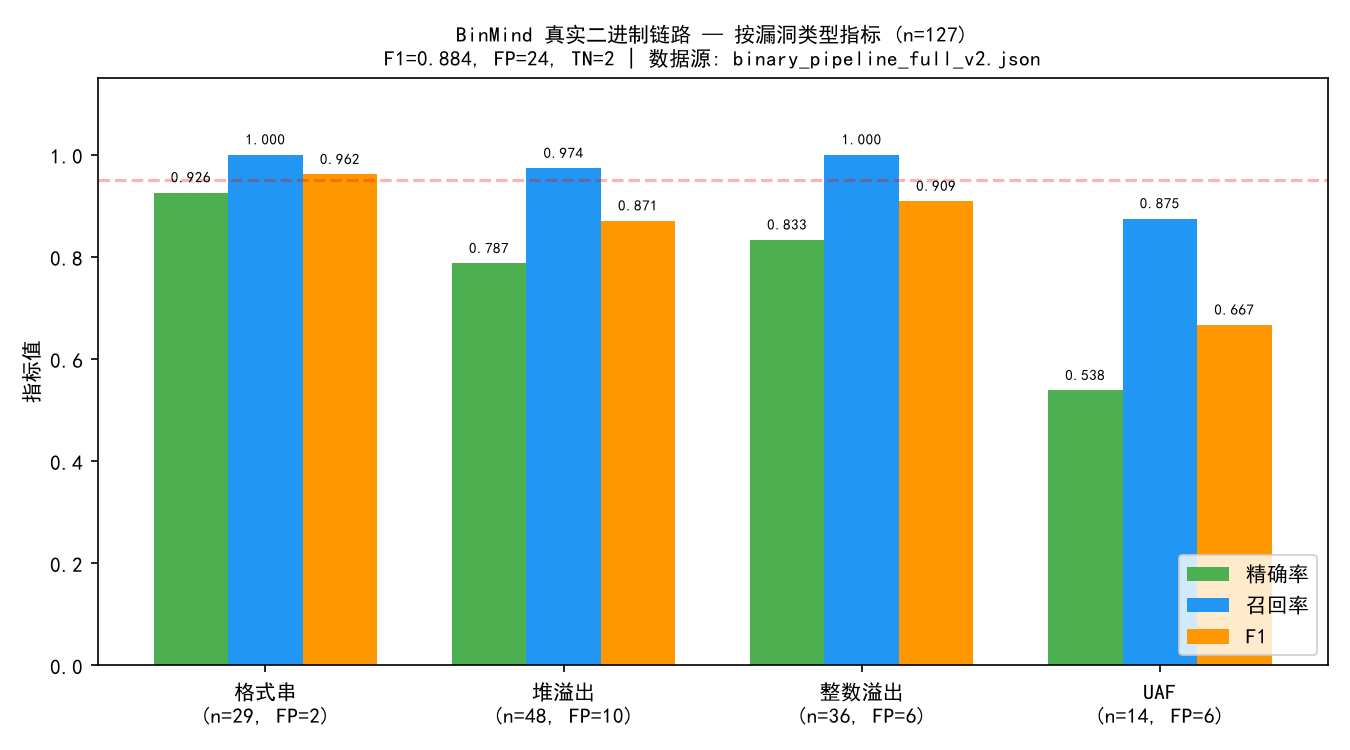 BinMind 真实二进制链路 — 按漏洞类型指标 (n=127)
F1=0.884, FP=24, TN=2 | 数据源: binary_pipeline_full_v2.json
指标值
1.0
0.8
0.6
0.4
0.2
0.0
0.926
1.000
0.962
0.787
0.974
0.871
0.833
1.000
0.909
0.538
0.875
0.667
精确率
召回率
F1
格式串
(n=29, FP=2)
堆溢出
(n=48, FP=10)
整数溢出
(n=36, FP=6)
UAF
(n=14, FP=6)